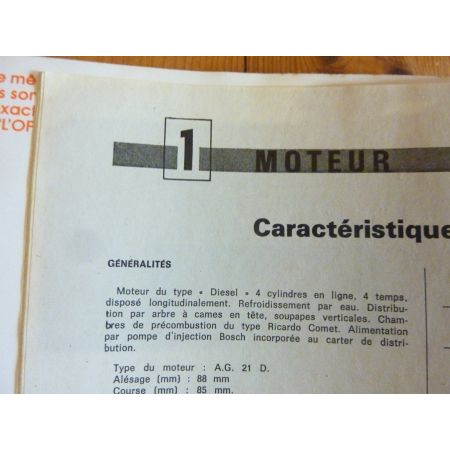 e mé
s son
exact
"L'OF
1 MOTEUR
Caractéristique
GÉNÉRALITÉS
Moteur du type « Diesel » 4 cylindres en ligne, 4 temps,
disposé longitudinalement. Refroidissement par eau. Distribu-
tion par arbre à cames en tête, soupapes verticales. Cham-
bres de précombustion du type Ricardo Comet. Alimentation
par pompe d'injection Bosch incorporée au carter de distri-
bution.
Type du moteur : A.G. 21 D.
Alésage (mm) : 88 mm
Course (mm) : 85 mm.